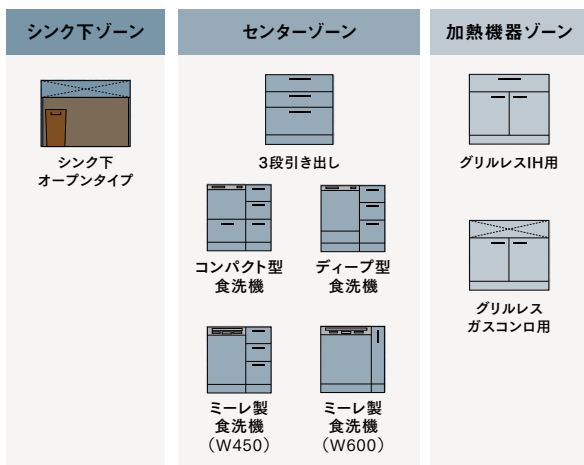 シンク下ゾーン
センターゾーン
加熱機器ゾーン
シンク下
オープンタイプ
3段引き出し
コンパクト型
食洗機
ディープ型
食洗機
ミーレ製
食洗機
（W450）
ミーレ製
食洗機
（W600）
グリルレスIH用
グリルレス
ガスコンロ用